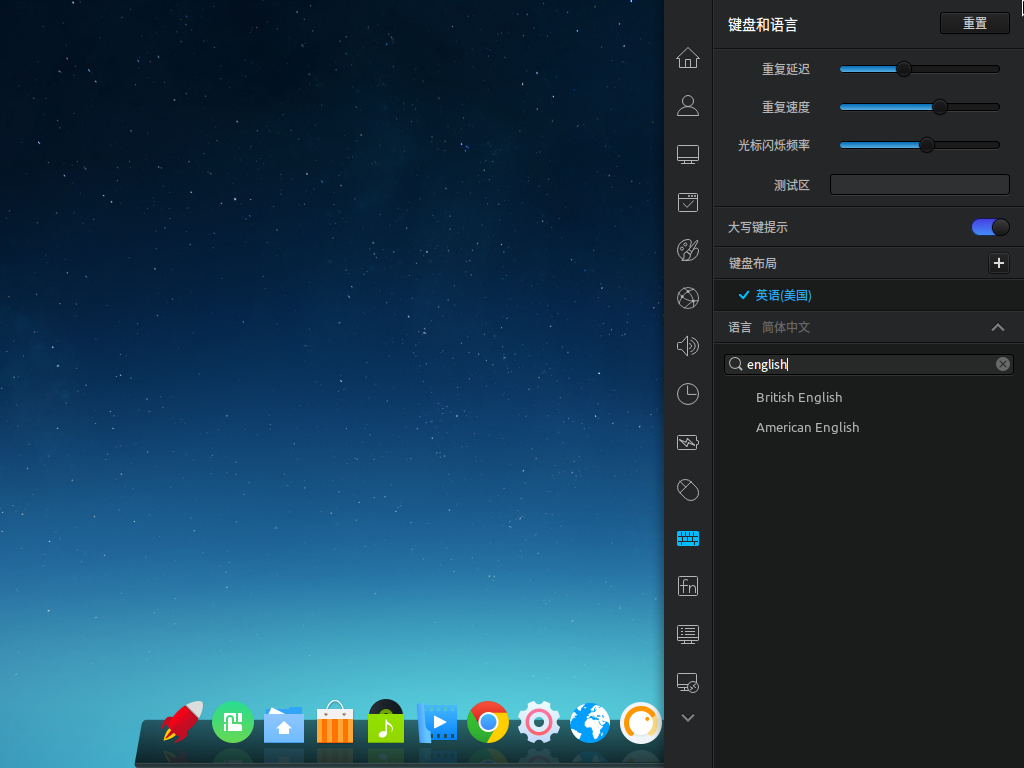 键盘和语言 重置
重复延迟
重复速度
光标闪烁频率
测试区
大写键提示
键盘布局
英语(美国)
语言 简体中文
english
British English
American English
fn